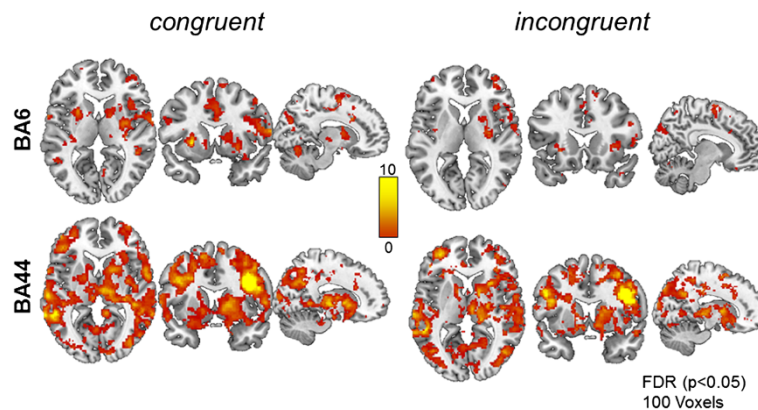 congruent
incongruent
BA6
10
0
BA44
FDR (p<0.05)
100 Voxels